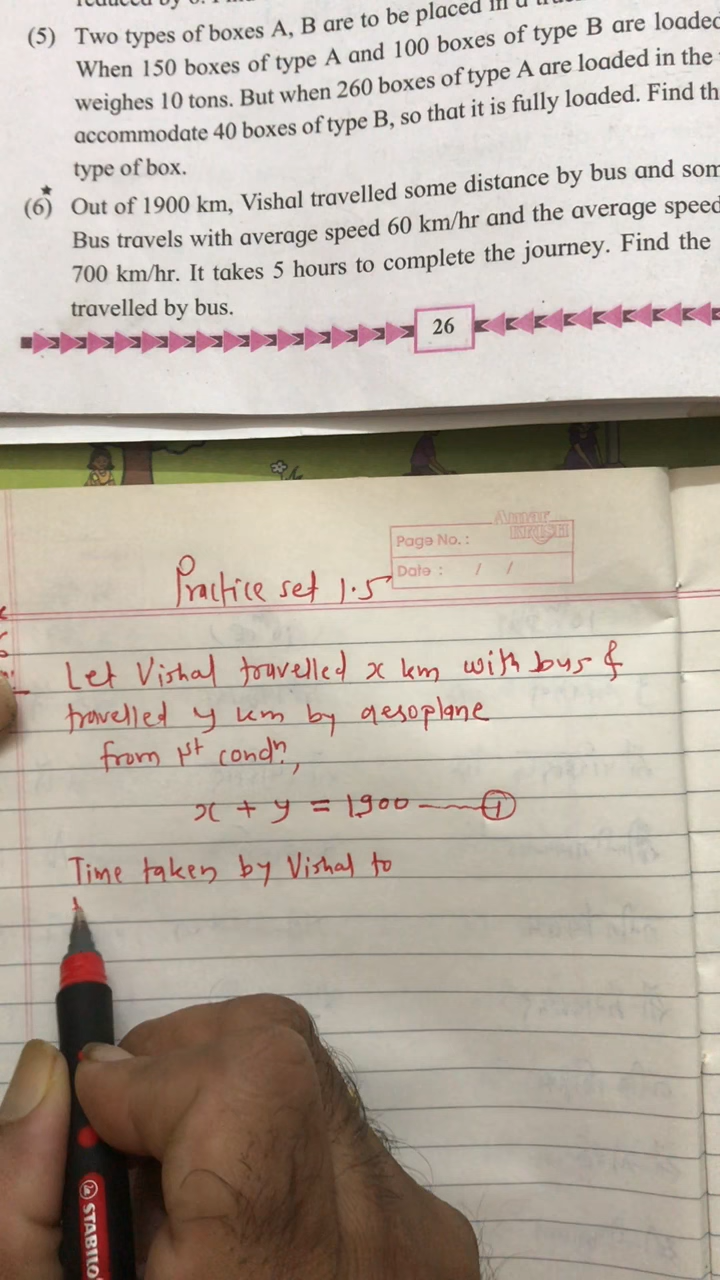 (5) Two types of boxes A, B are to be placed in a
When 150 boxes of type A and 100 boxes of type B are loaded
weighes 10 tons. But when 260 boxes of type A are loaded in the
accommodate 40 boxes of type B, so that it is fully loaded. Find th
type of box.
(6)★ Out of 1900 km, Vishal travelled some distance by bus and som
Bus travels with average speed 60 km/hr and the average speed
700 km/hr. It takes 5 hours to complete the journey. Find the
travelled by bus.
26
Amar
KRISH
Page No. :
Date : / /
Practice set 1.5
Let Vishal travelled x km with bus &
travelled y km by aesoplane
from 1st condn,
x + y = 1900 —— ①
Time taken by Vishal to
STABILO